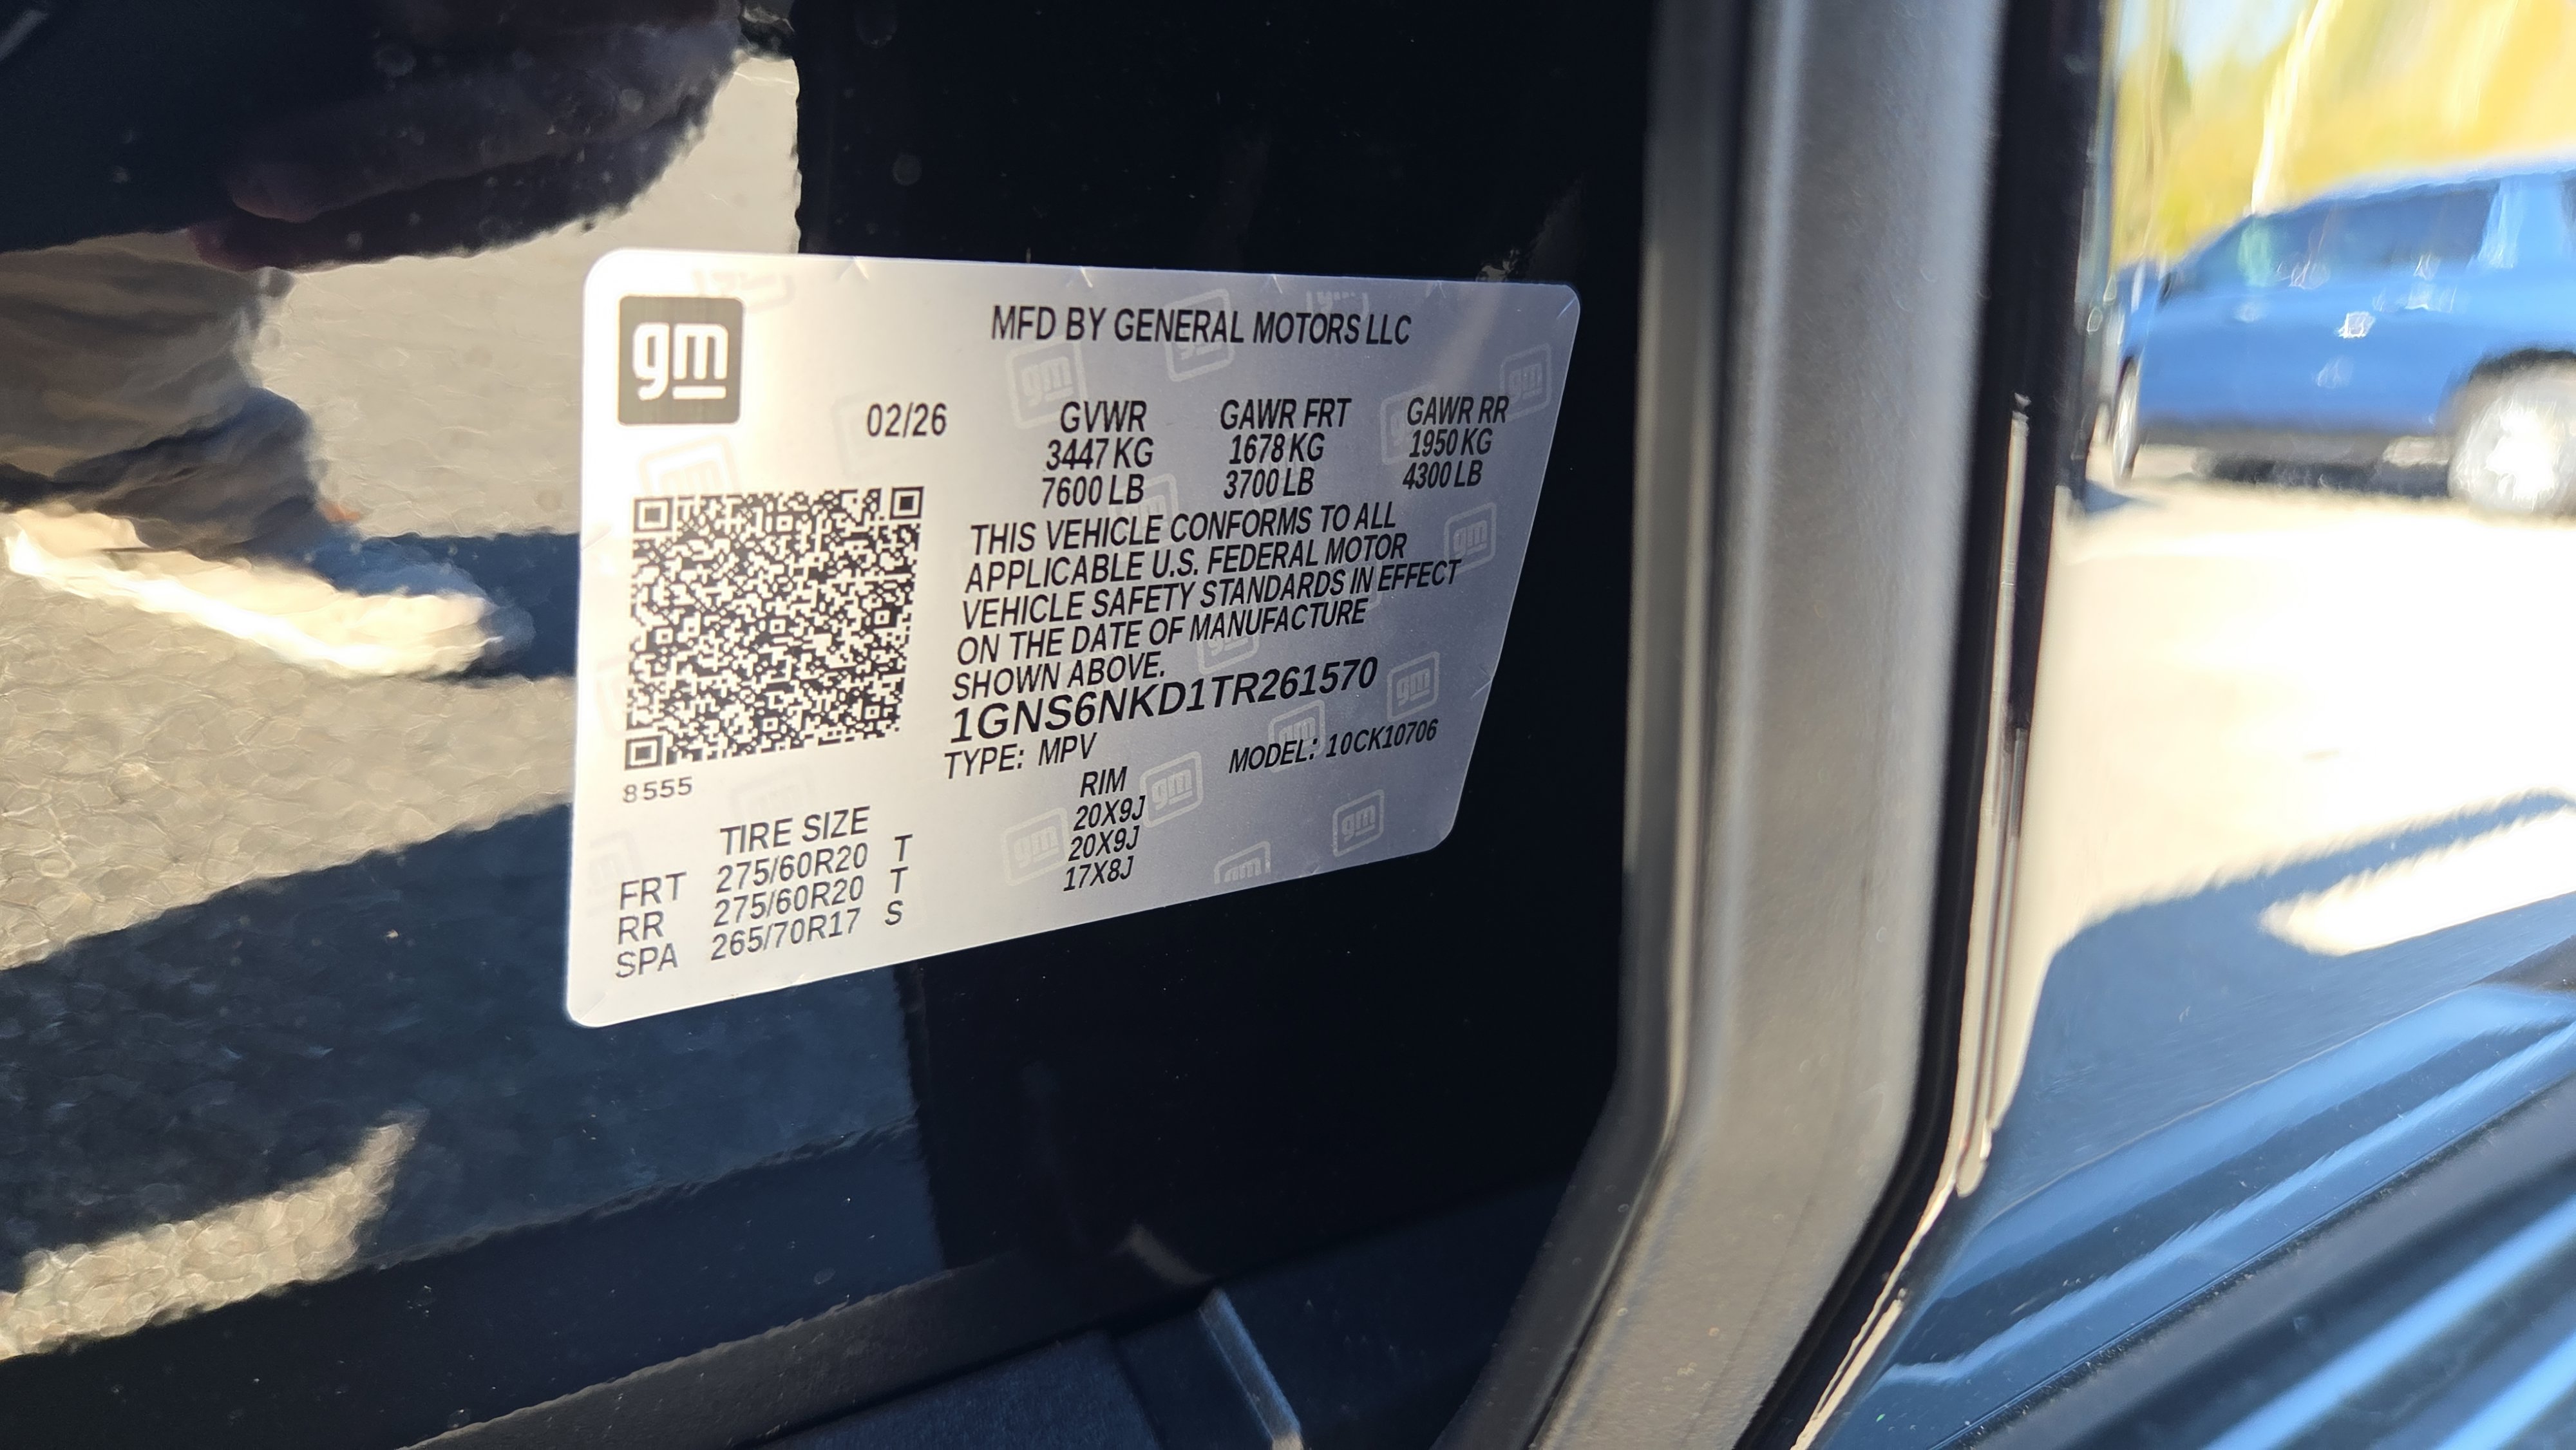 gm
MFD BY GENERAL MOTORS LLC
02/26 GVWR GAWR FRT GAWR RR
3447 KG 1678 KG 1950 KG
7600 LB 3700 LB 4300 LB
THIS VEHICLE CONFORMS TO ALL
APPLICABLE U.S. FEDERAL MOTOR
VEHICLE SAFETY STANDARDS IN EFFECT
ON THE DATE OF MANUFACTURE
SHOWN ABOVE.
1GNS6NKD1TR261570
TYPE: MPV MODEL: 10CK10706
8555
TIRE SIZE RIM
FRT 275/60R20 T 20X9J
RR 275/60R20 T 20X9J
SPA 265/70R17 S 17X8J